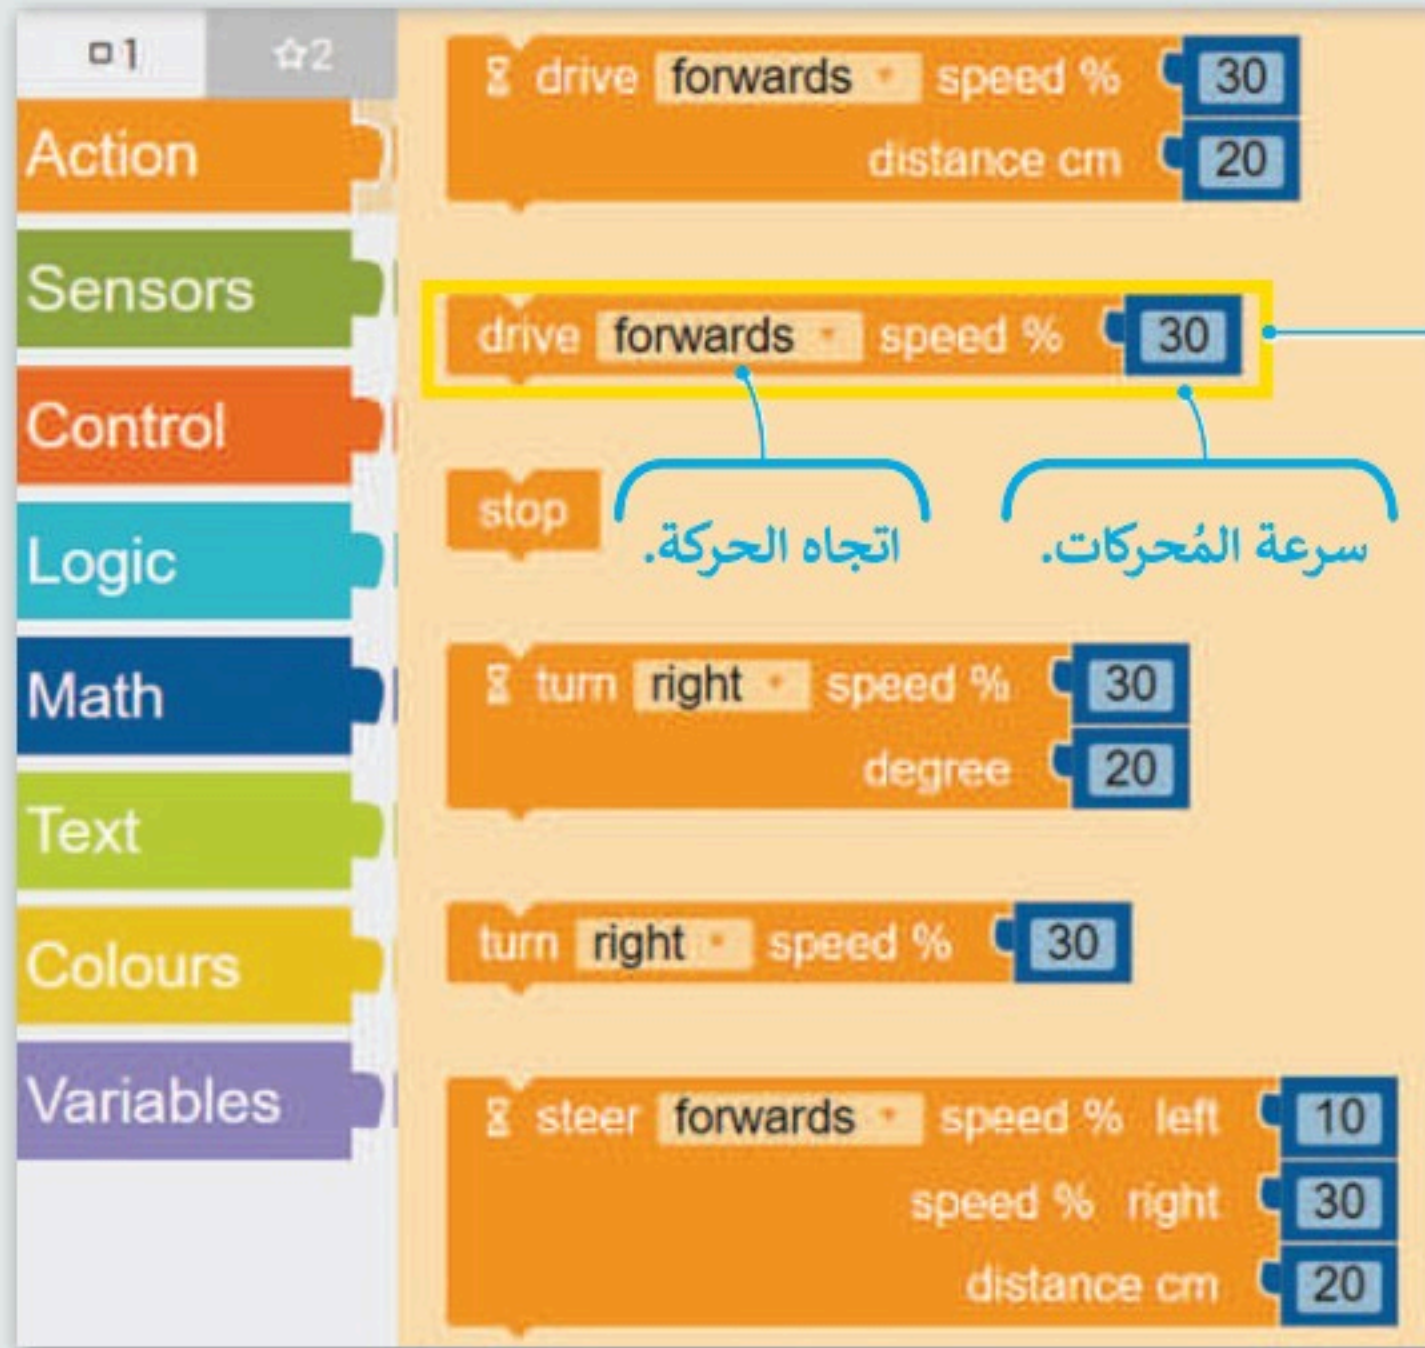 1
2
Action
Sensors
Control
Logic
Math
Text
Colours
Variables
drive forwards speed % 30
distance cm 20
drive forwards speed % 30
اتجاه الحركة.
سرعة المُحركات.
stop
turn right speed % 30
degree 20
turn right speed % 30
steer forwards speed % left 10
speed % right 30
distance cm 20